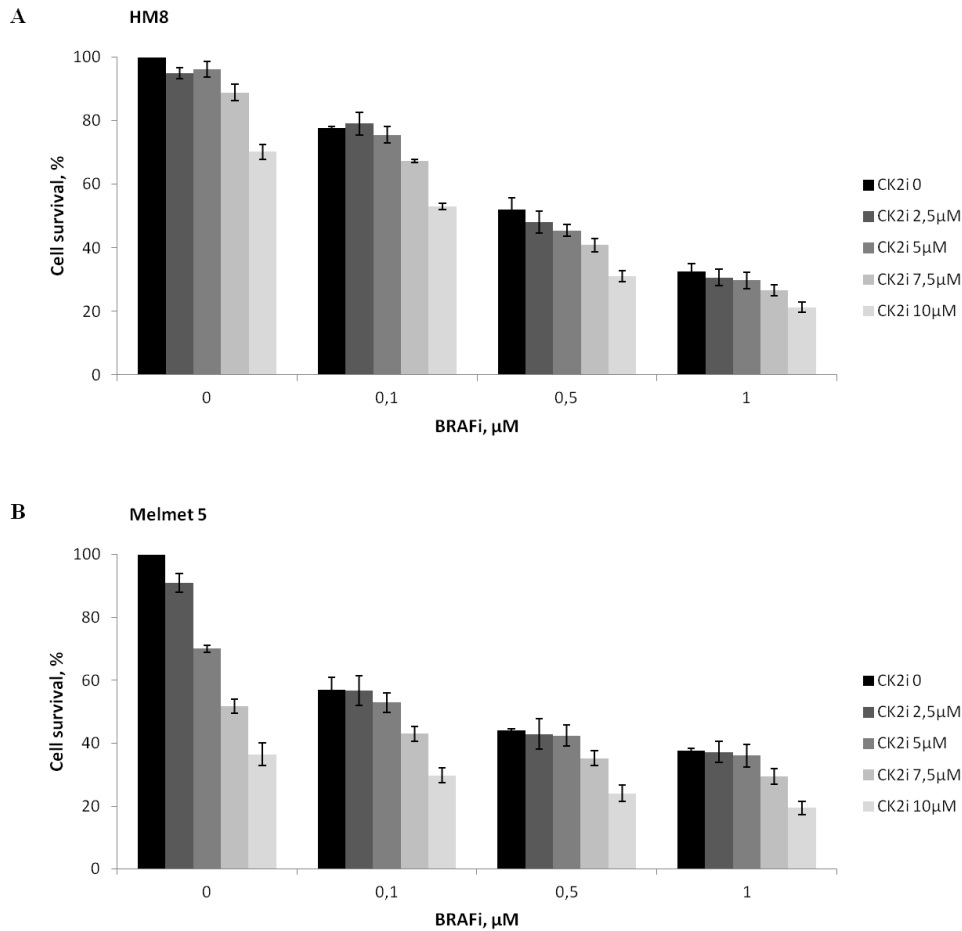 A
HM8
100
80
60
40
20
0
Cell survival, %
0 0,1 0,5 1
BRAFi, µM
CK2i 0
CK2i 2,5µM
CK2i 5µM
CK2i 7,5µM
CK2i 10µM
B
Melmet 5
100
80
60
40
20
0
Cell survival, %
0 0,1 0,5 1
BRAFi, µM
CK2i 0
CK2i 2,5µM
CK2i 5µM
CK2i 7,5µM
CK2i 10µM